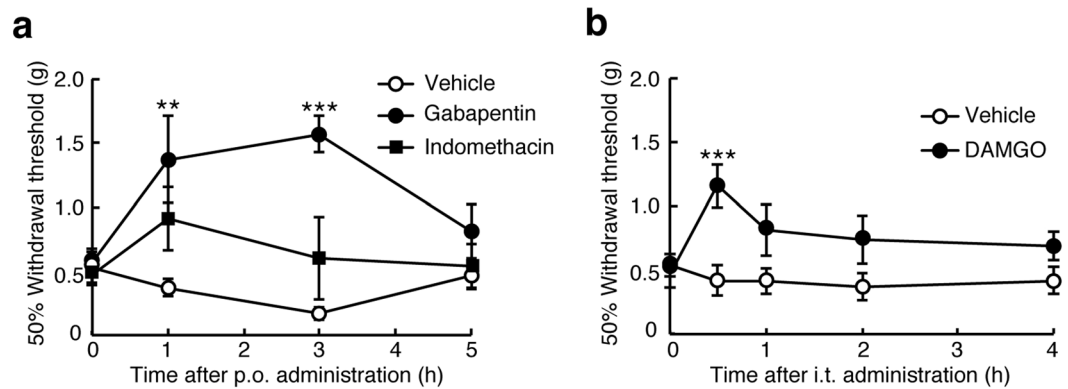 a
50% Withdrawal threshold (g)
2.0
1.5
1.0
0.5
0
** ***
Vehicle
Gabapentin
Indomethacin
0 1 2 3 4 5
Time after p.o. administration (h)
b
50% Withdrawal threshold (g)
2.0
1.5
1.0
0.5
0
***
Vehicle
DAMGO
0 1 2 3 4
Time after i.t. administration (h)